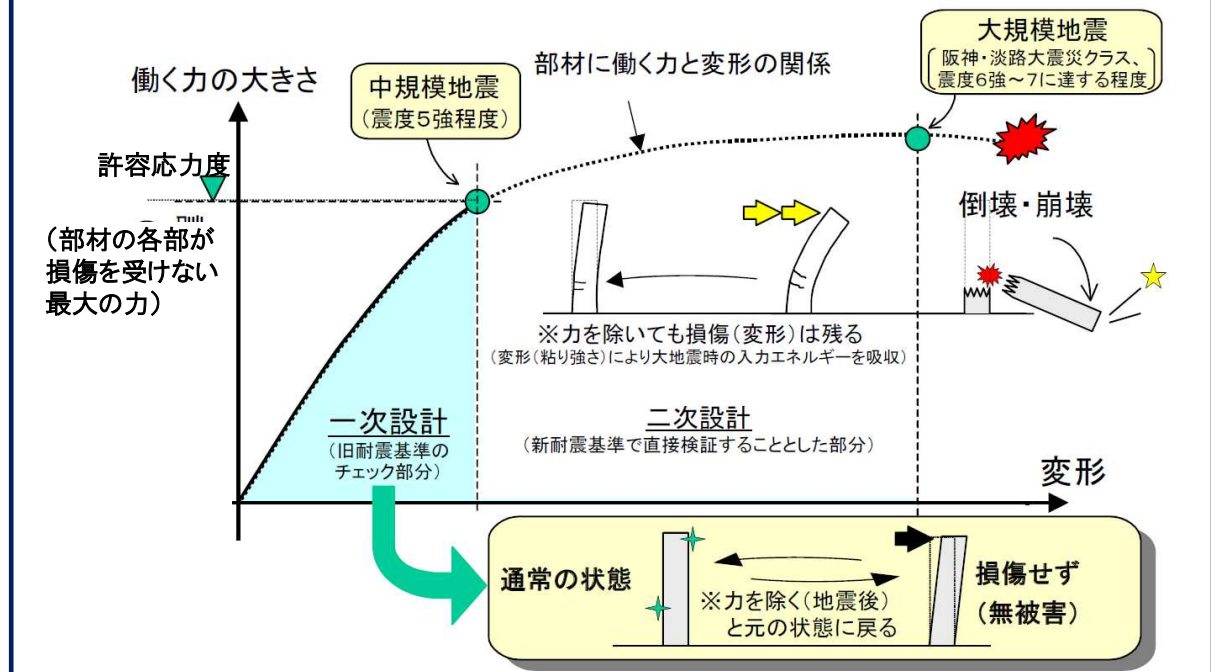 大規模地震
阪神・淡路大震災クラス、
震度6強～7に達する程度
部材に働く力と変形の関係
働く力の大きさ
中規模地震
(震度5強程度)
許容応力度
(部材の各部が
損傷を受けない
最大の力)
倒壊・崩壊
※力を除いても損傷(変形)は残る
(変形(粘り強さ)により大地震時の入力エネルギーを吸収)
一次設計
(旧耐震基準の
チェック部分)
二次設計
(新耐震基準で直接検証することとした部分)
変形
通常の状態
※力を除く(地震後)
と元の状態に戻る
損傷せず
(無被害)